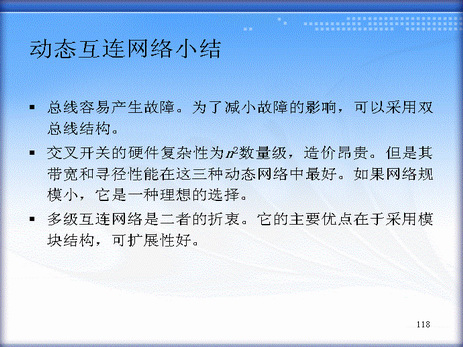 动态互连网络小结
▪ 总线容易产生故障。为了减小故障的影响，可以采用双
总线结构。
▪ 交叉开关的硬件复杂性为n²数量级，造价昂贵。但是其
带宽和寻径性能在这三种动态网络中最好。如果网络规
模小，它是一种理想的选择。
▪ 多级互连网络是二者的折衷。它的主要优点在于采用模
块结构，可扩展性好。
118